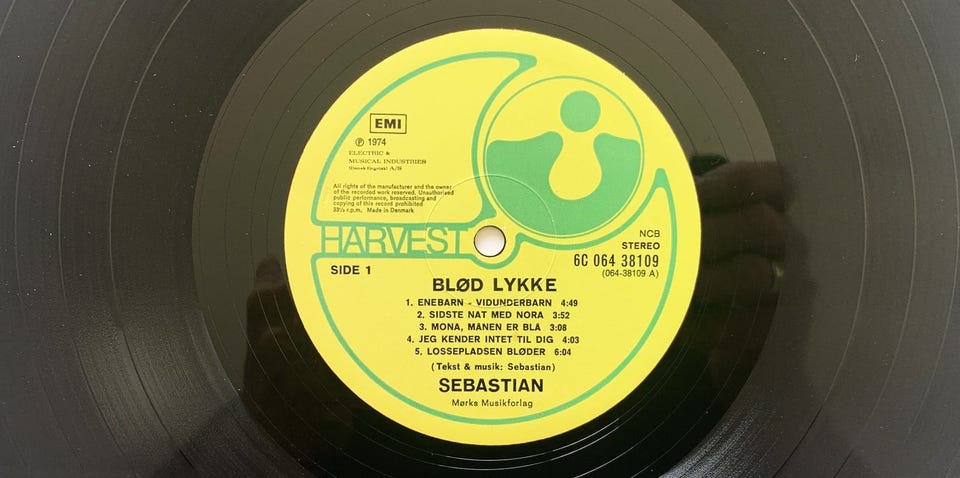 EMI
Ⓟ 1974
ELECTRIC &
MUSICAL INDUSTRIES
(Dansk-Engelsk) A/S
All rights of the manufacturer and the owner
of the recorded work reserved. Unauthorised
public performance, broadcasting and
copying of this record prohibited
33⅓ r.p.m. Made in Denmark
HARVEST
SIDE 1
NCB
STEREO
6C 064 38109
(064-38109 A)
BLØD LYKKE
1. ENEBARN - VIDUNDERBARN 4:49
2. SIDSTE NAT MED NORA 3:52
3. MONA, MÅNEN ER BLÅ 3:08
4. JEG KENDER INTET TIL DIG 4:03
5. LOSSEPLADSEN BLØDER 6:04
(Tekst & musik: Sebastian)
SEBASTIAN
Mørks Musikforlag